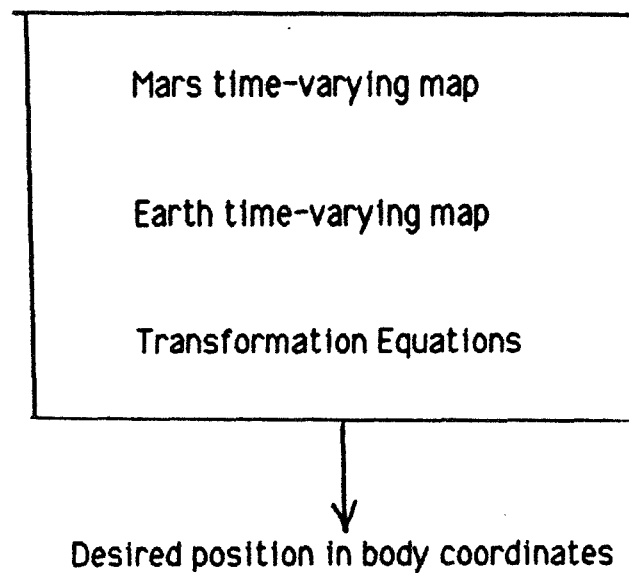 Mars time-varying map
Earth time-varying map
Transformation Equations
Desired position in body coordinates